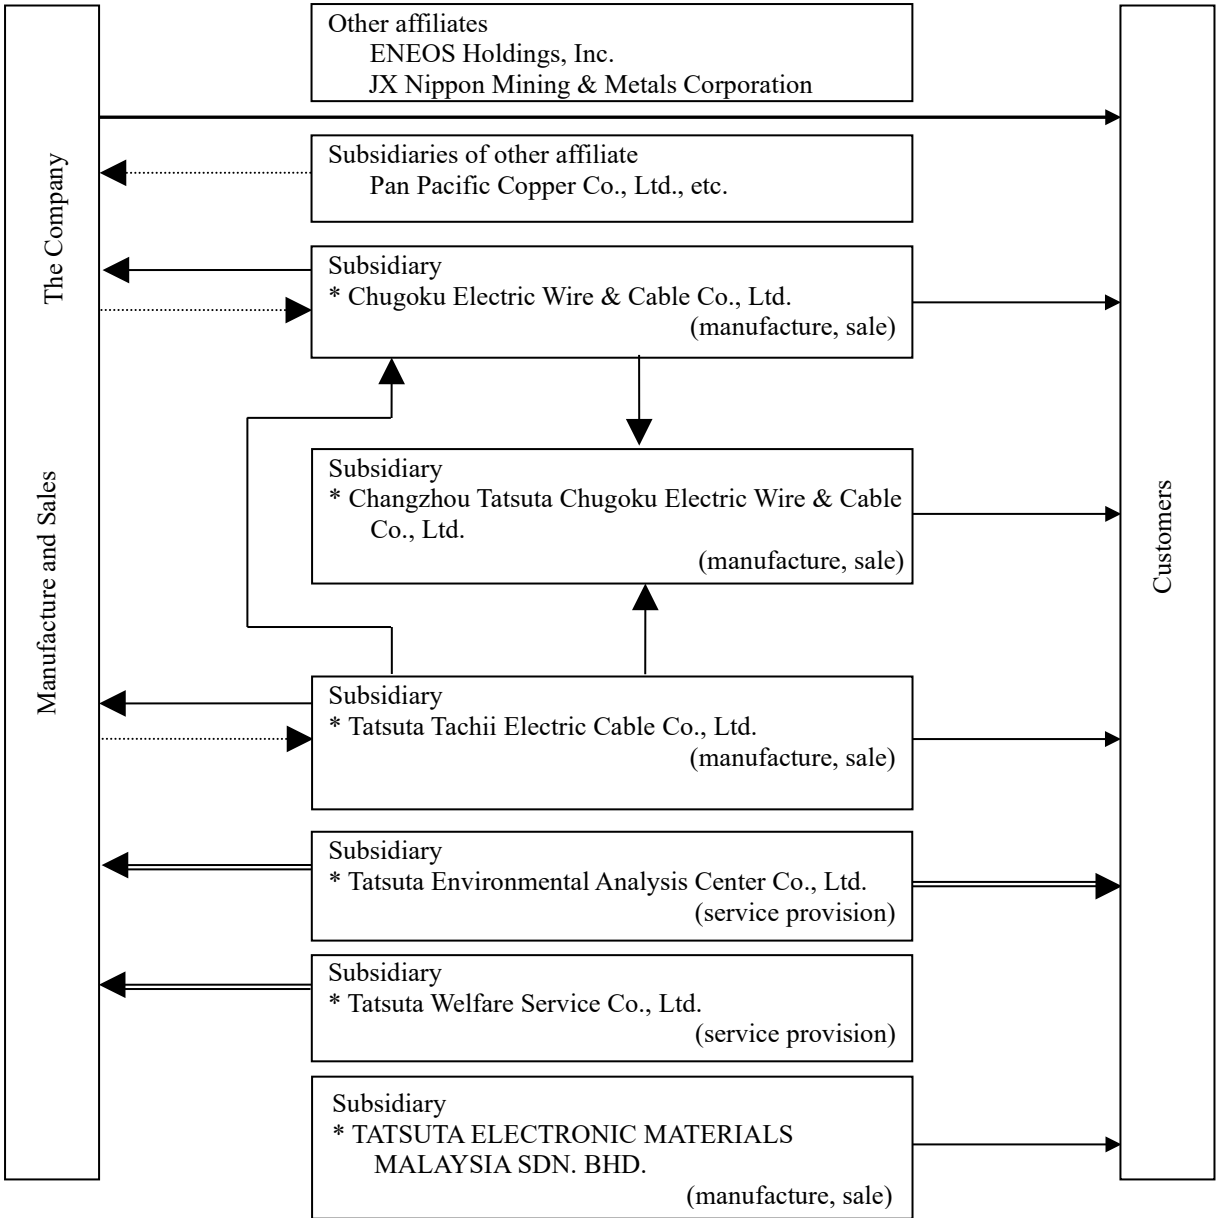 Other affiliates
ENEOS Holdings, Inc.
JX Nippon Mining & Metals Corporation
The Company
Manufacture and Sales
Subsidiaries of other affiliate
Pan Pacific Copper Co., Ltd., etc.
Subsidiary
* Chugoku Electric Wire & Cable Co., Ltd.
(manufacture, sale)
Subsidiary
* Changzhou Tatsuta Chugoku Electric Wire & Cable
Co., Ltd.
(manufacture, sale)
Subsidiary
* Tatsuta Tachii Electric Cable Co., Ltd.
(manufacture, sale)
Subsidiary
* Tatsuta Environmental Analysis Center Co., Ltd.
(service provision)
Subsidiary
* Tatsuta Welfare Service Co., Ltd.
(service provision)
Subsidiary
* TATSUTA ELECTRONIC MATERIALS
MALAYSIA SDN. BHD.
(manufacture, sale)
Customers